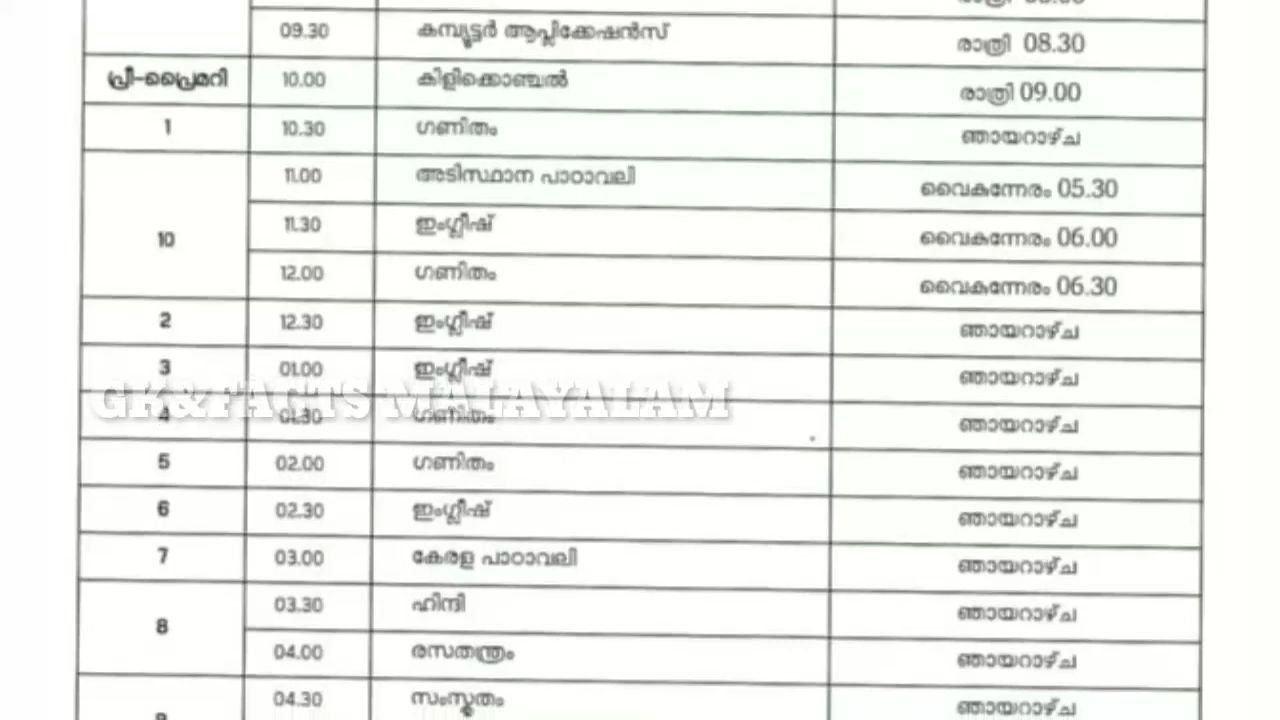 09.30 കമ്പ്യൂട്ടർ ആപ്ലിക്കേഷൻസ് രാത്രി 08.30
പ്രീ-പ്രൈമറി 10.00 കിളിക്കൊഞ്ചൽ രാത്രി 09.00
1 10.30 ഗണിതം ഞായറാഴ്ച
11.00 അടിസ്ഥാന പാഠാവലി വൈകുന്നേരം 05.30
10 11.30 ഇംഗ്ലീഷ് വൈകുന്നേരം 06.00
12.00 ഗണിതം വൈകുന്നേരം 06.30
2 12.30 ഇംഗ്ലീഷ് ഞായറാഴ്ച
3 01.00 ഇംഗ്ലീഷ് ഞായറാഴ്ച
GK&FACTS MALAYALAM
4 01.30 ഗണിതം ഞായറാഴ്ച
5 02.00 ഗണിതം ഞായറാഴ്ച
6 02.30 ഇംഗ്ലീഷ് ഞായറാഴ്ച
7 03.00 കേരള പാഠാവലി ഞായറാഴ്ച
8 03.30 ഹിന്ദി ഞായറാഴ്ച
04.00 രസതന്ത്രം ഞായറാഴ്ച
04.30 സംസ്കൃതം ഞായറാഴ്ച